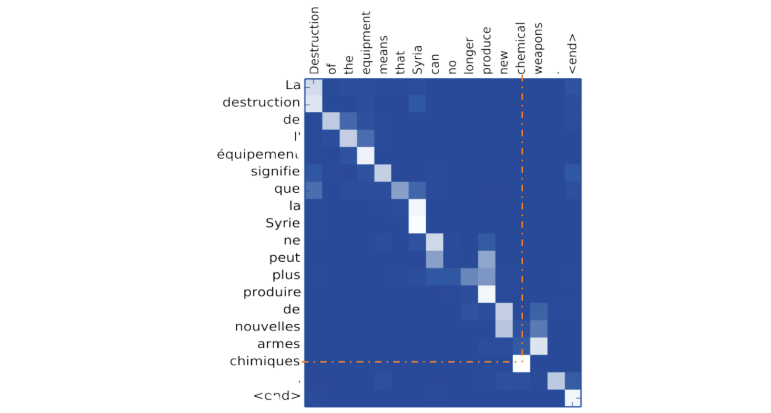 Destruction
of
the
equipment
means
that
Syria
can
no
longer
produce
new
chemical
weapons
.
<end>
La
destruction
de
l'
équipement
signifie
que
la
Syrie
ne
peut
plus
produire
de
nouvelles
armes
chimiques
.
<end>